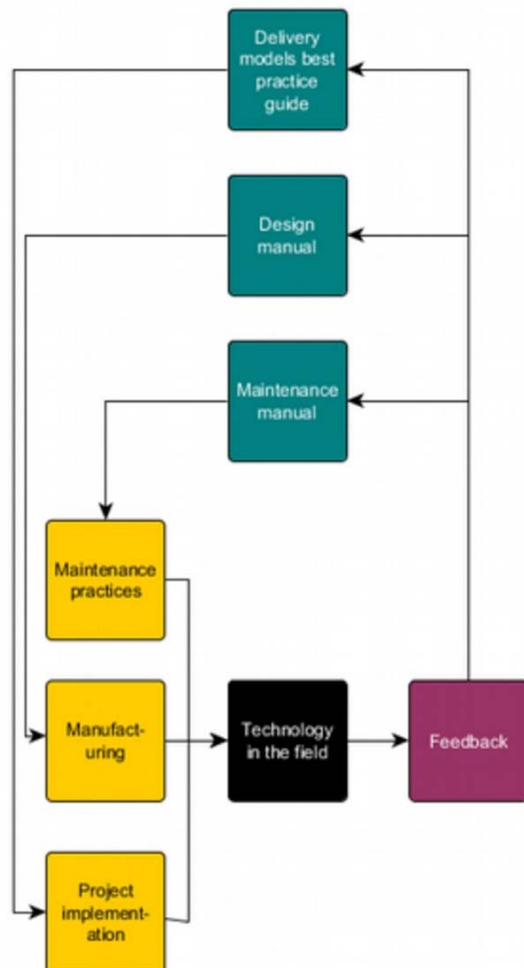 Delivery
models best
practice
guide
Design
manual
Maintenance
manual
Maintenance
practices
Manufact-
uring
Technology
in the field
Feedback
Project
implement-
ation